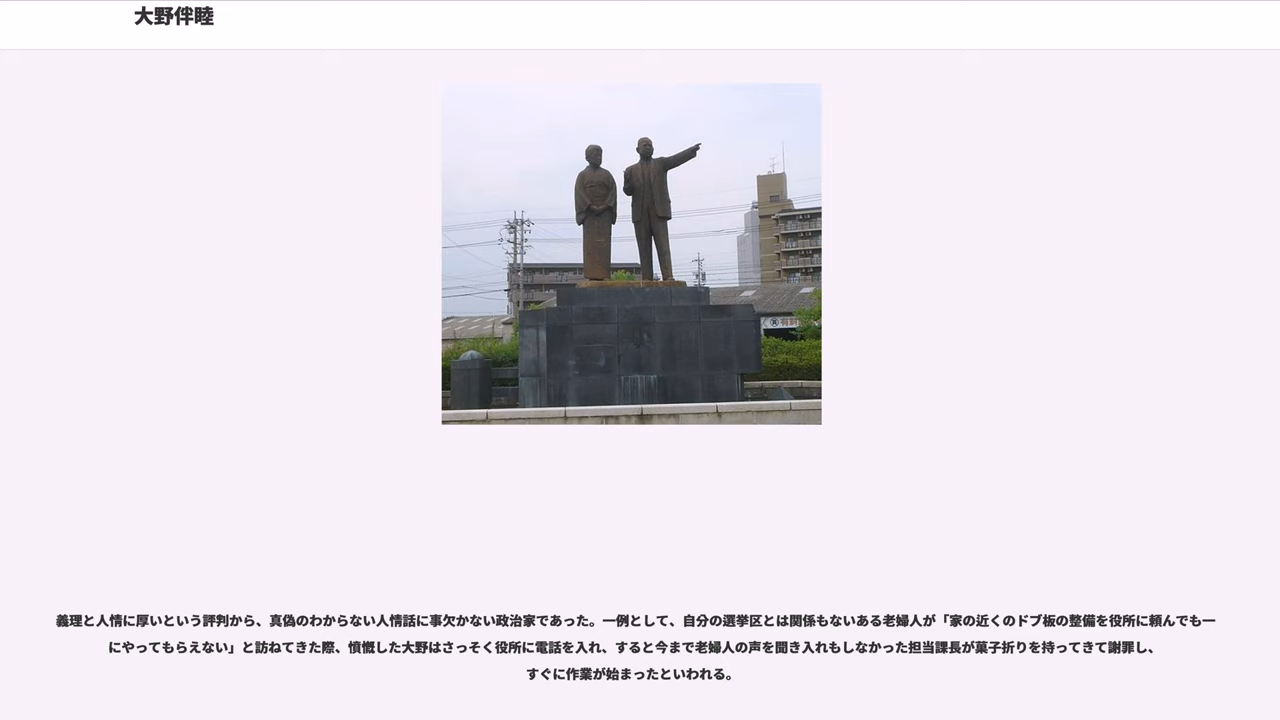 大野伴睦
義理と人情に厚いという評判から、真偽のわからない人情話に事欠かない政治家であった。一例として、自分の選挙区とは関係もないある老婦人が「家の近くのドブ板の整備を役所に頼んでも一
にやってもらえない」と訪ねてきた際、憤慨した大野はさっそく役所に電話を入れ、すると今まで老婦人の声を聞き入れもしなかった担当課長が菓子折りを持ってきて謝罪し、
すぐに作業が始まったといわれる。